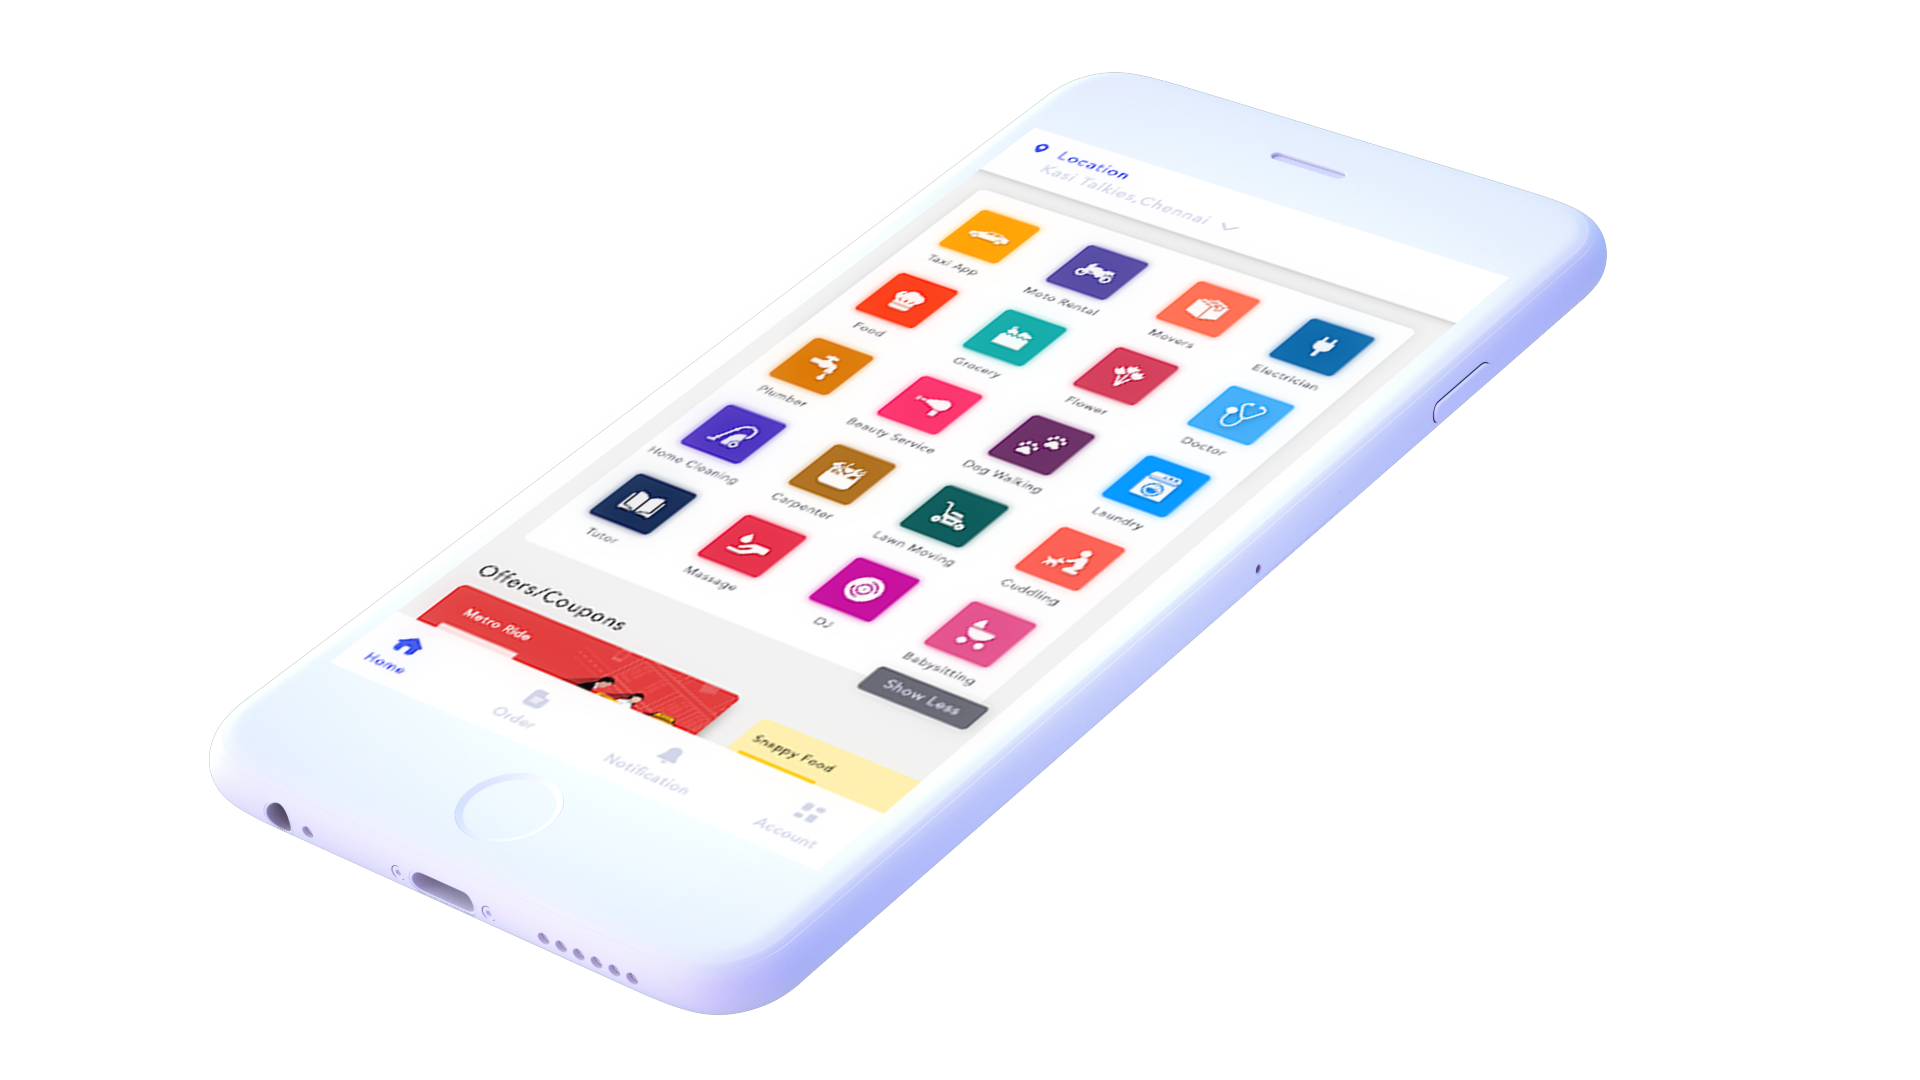 Location
Kasi Talkies,Chennai
Taxi App
Moto Rental
Movers
Electrician
Food
Grocery
Flower
Doctor
Plumber
Beauty Service
Dog Walking
Laundry
Home Cleaning
Carpenter
Lawn Moving
Cuddling
Tutor
Massage
DJ
Babysitting
Show Less
Offers/Coupons
Metro Ride
Snappy Food
Home
Order
Notification
Account